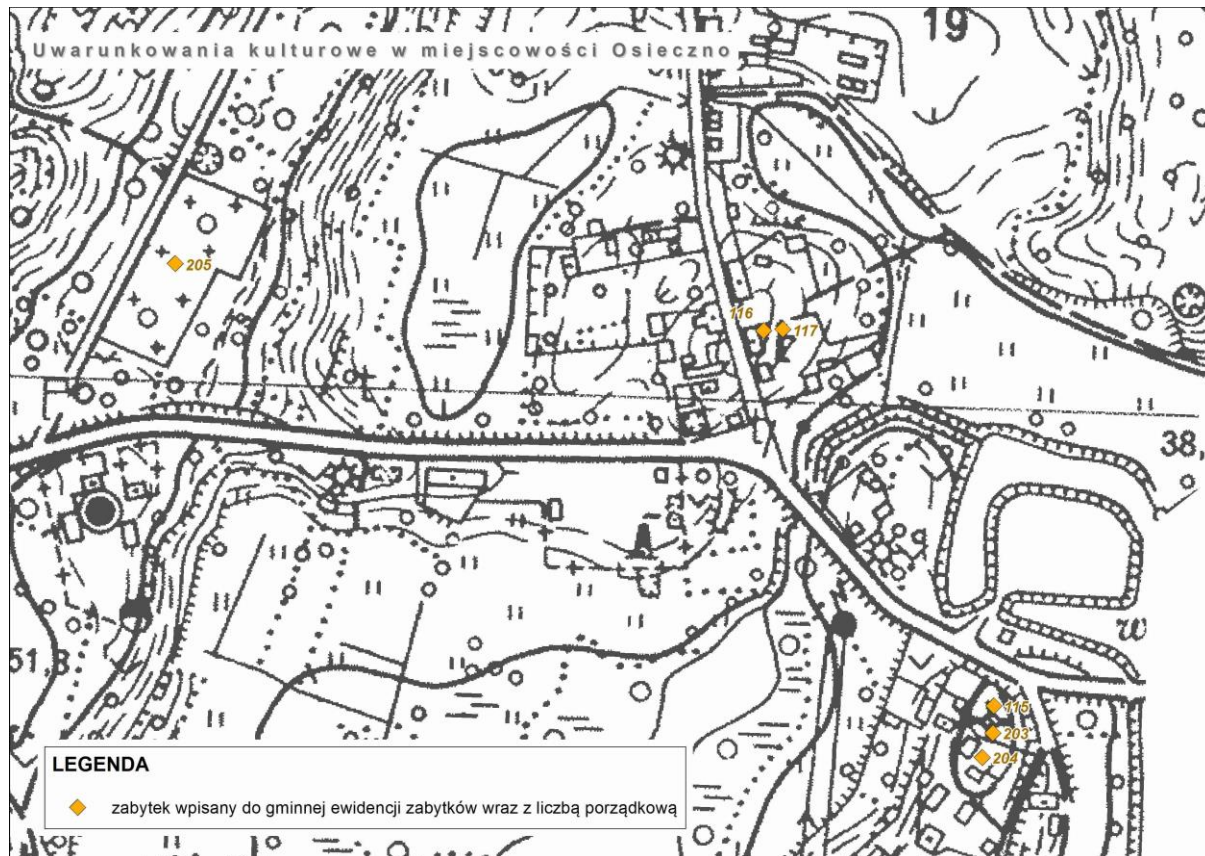 Uwarunkowania kulturowe w miejscowości Osieczno
19
205
116
117
38,
51,8
w
115
203
204
LEGENDA
zabytek wpisany do gminnej ewidencji zabytków wraz z liczbą porządkową